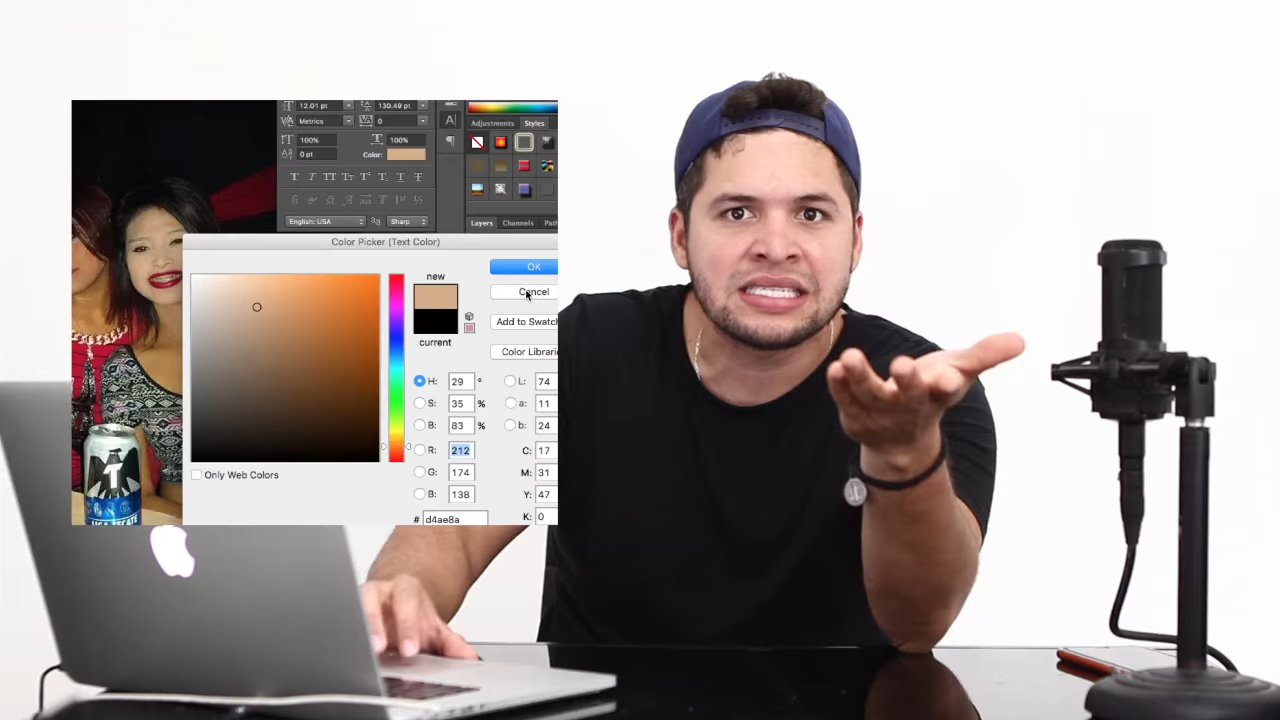 12.01 pt 130.49 pt
Metrics 0
100% 100%
0 pt Color:
English: USA aa Sharp
Adjustments Styles
Layers Channels
Color Picker (Text Color)
new
current
OK
Cancel
Add to Swatch
Color Librari
H: 29 ° L: 74
S: 35 % a: 11
B: 83 % b: 24
R: 212 C: 17
G: 174 M: 31
B: 138 Y: 47
# d4ae8a K: 0
Only Web Colors
TECATE